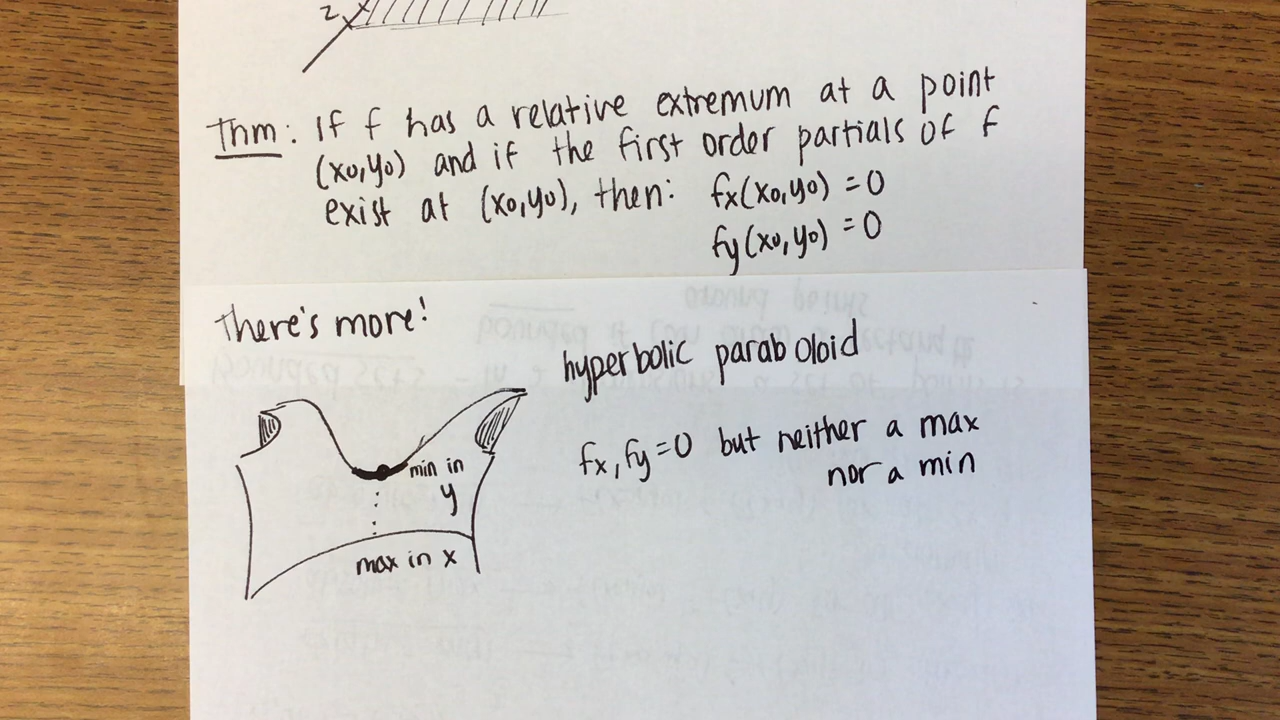 2
Thm: If f has a relative extremum at a point
(x0,y0) and if the first order partials of f
exist at (x0,y0), then: fx(x0,y0) = 0
fy(x0,y0) = 0
There's more!
hyperbolic paraboloid
fx, fy = 0 but neither a max
nor a min
min in
y
max in x